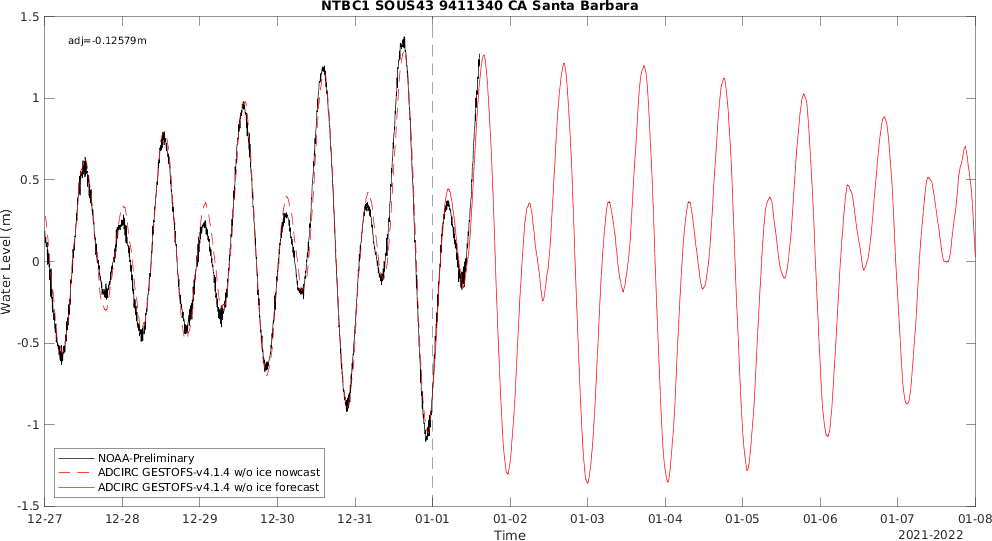 NTBC1 SOUS43 9411340 CA Santa Barbara
adj=-0.12579m
1.5
1
0.5
0
-0.5
-1
-1.5
Water Level (m)
NOAA-Preliminary
ADCIRC GESTOFS-v4.1.4 w/o ice nowcast
ADCIRC GESTOFS-v4.1.4 w/o ice forecast
12-27 12-28 12-29 12-30 12-31 01-01 01-02 01-03 01-04 01-05 01-06 01-07 01-08
Time
2021-2022